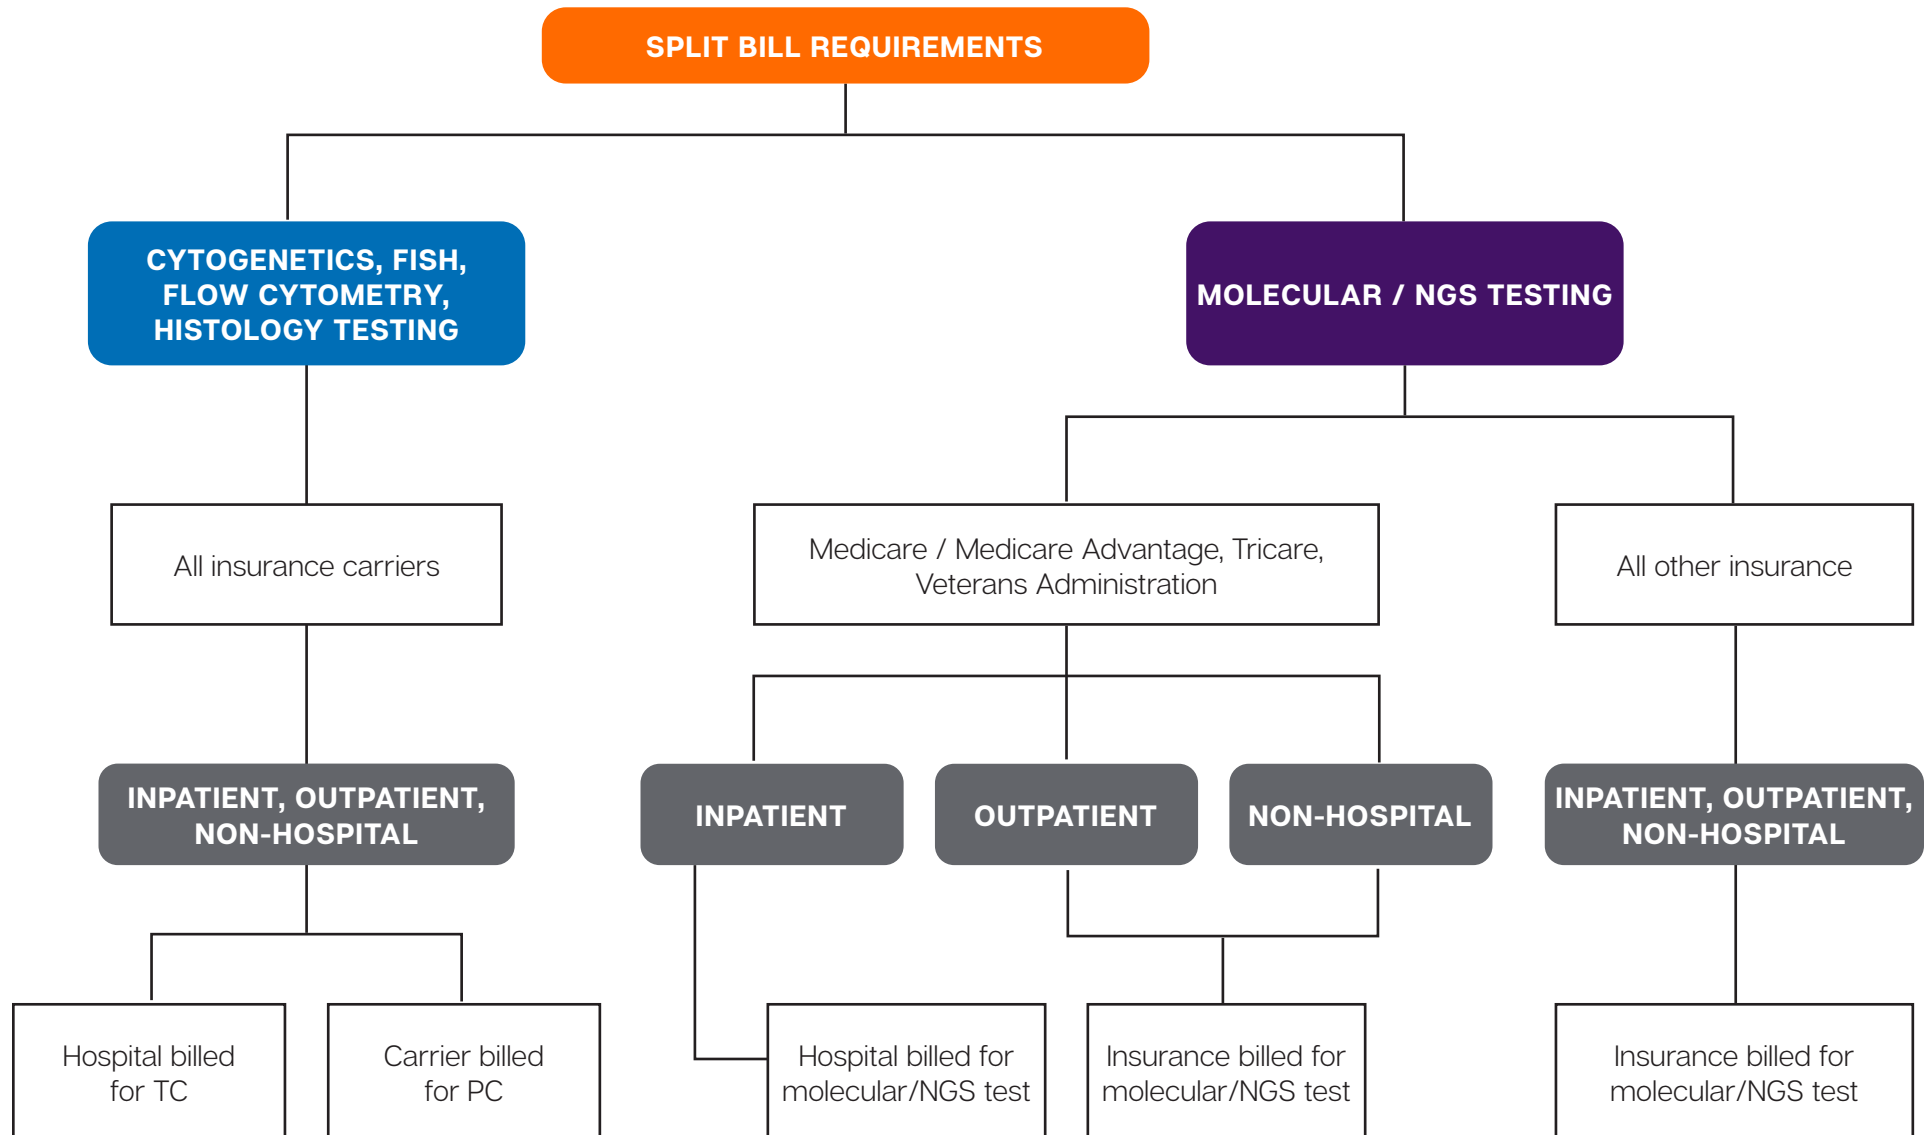 SPLIT BILL REQUIREMENTS
CYTOGENETICS, FISH,
FLOW CYTOMETRY,
HISTOLOGY TESTING
MOLECULAR / NGS TESTING
All insurance carriers
Medicare / Medicare Advantage, Tricare,
Veterans Administration
All other insurance
INPATIENT, OUTPATIENT,
NON-HOSPITAL
INPATIENT
OUTPATIENT
NON-HOSPITAL
INPATIENT, OUTPATIENT,
NON-HOSPITAL
Hospital billed
for TC
Carrier billed
for PC
Hospital billed for
molecular/NGS test
Insurance billed for
molecular/NGS test
Insurance billed for
molecular/NGS test